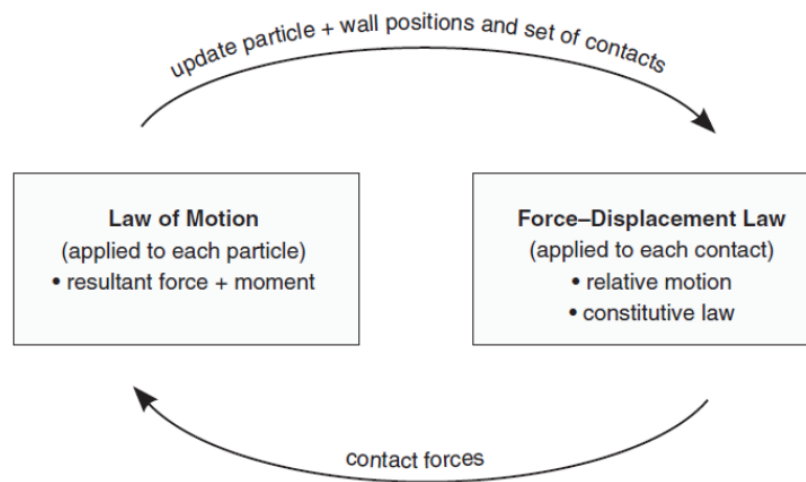 update particle + wall positions and set of contacts
Law of Motion
(applied to each particle)
• resultant force + moment
Force–Displacement Law
(applied to each contact)
• relative motion
• constitutive law
contact forces